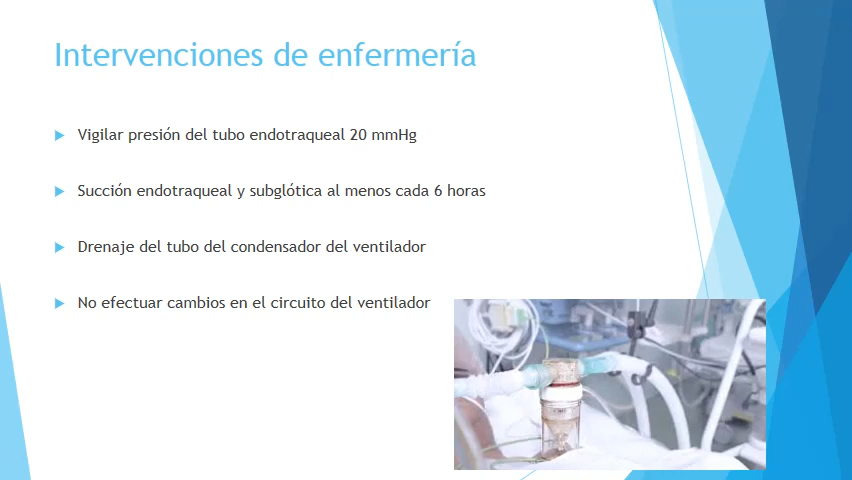 Intervenciones de enfermería
Vigilar presión del tubo endotraqueal 20 mmHg
Succión endotraqueal y subglótica al menos cada 6 horas
Drenaje del tubo del condensador del ventilador
No efectuar cambios en el circuito del ventilador